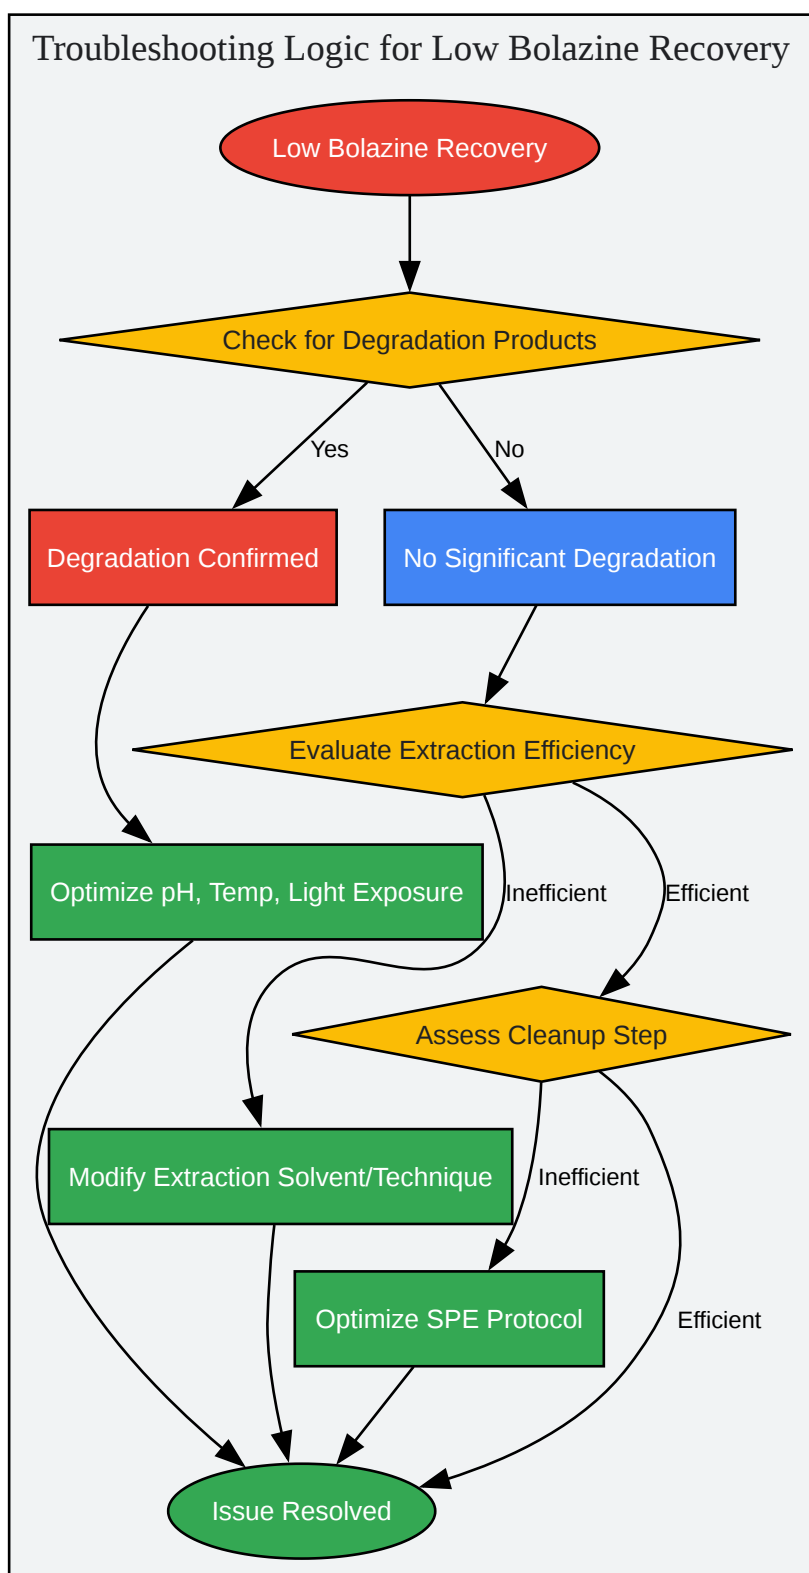 Troubleshooting Logic for Low Bolazine Recovery
Low Bolazine Recovery
Check for Degradation Products
Yes
No
Degradation Confirmed
No Significant Degradation
Evaluate Extraction Efficiency
Optimize pH, Temp, Light Exposure
Inefficient
Efficient
Assess Cleanup Step
Modify Extraction Solvent/Technique
Inefficient
Optimize SPE Protocol
Efficient
Issue Resolved